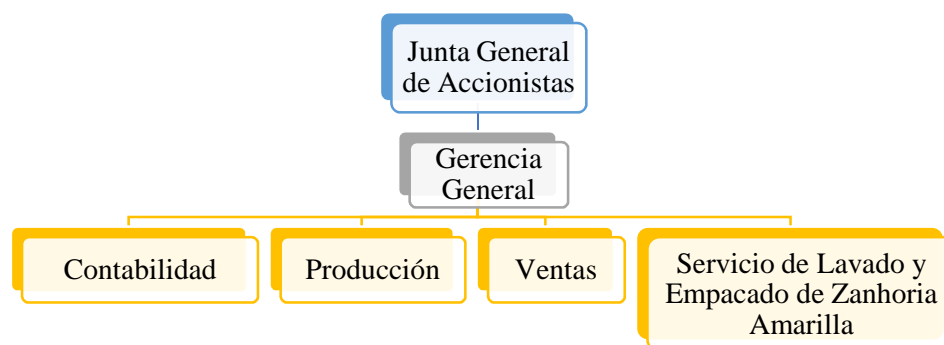 Junta General
de Accionistas
Gerencia
General
Contabilidad
Producción
Ventas
Servicio de Lavado y
Empacado de Zanhoria
Amarilla